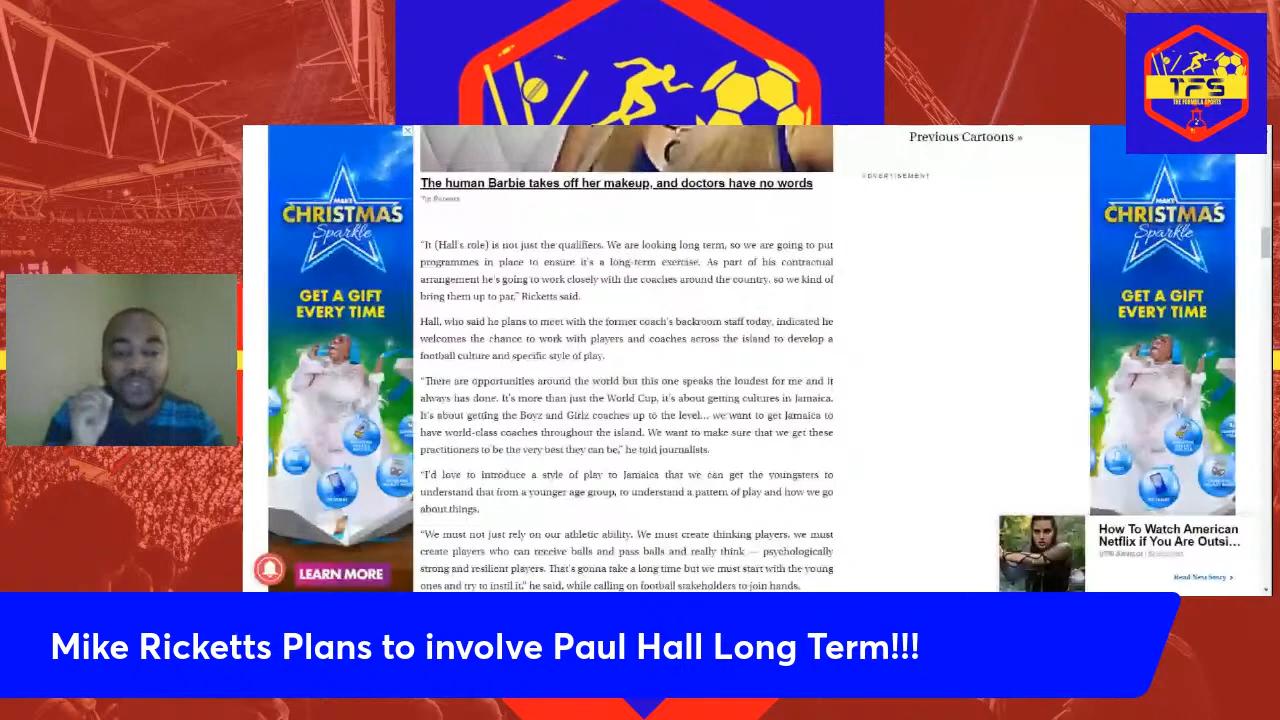 TFS
THE FORMULA SPORTS
Previous Cartoons »
ADVERTISEMENT
MAKE
CHRISTMAS
Sparkle
GET A GIFT
EVERY TIME
LEARN MORE
The human Barbie takes off her makeup, and doctors have no words
"It (Hall's role) is not just the qualifiers. We are looking long term, so we are going to put
programmes in place to ensure it's a long-term exercise. As part of his contractual
arrangement he's going to work closely with the coaches around the country, so we kind of
bring them up to par," Ricketts said.
Hall, who said he plans to meet with the former coach's backroom staff today, indicated he
welcomes the chance to work with players and coaches across the island to develop a
football culture and specific style of play.
"There are opportunities around the world but this one speaks the loudest for me and it
always has done. It's more than just the World Cup, it's about getting cultures in Jamaica.
It's about getting the Boyz and Girlz coaches up to the level... we want to get Jamaica to
have world-class coaches throughout the island. We want to make sure that we get these
practitioners to be the very best they can be," he told journalists.
"I'd love to introduce a style of play to Jamaica that we can get the youngsters to
understand that from a younger age group, to understand a pattern of play and how we go
about things.
"We must not just rely on our athletic ability. We must create thinking players, we must
create players who can receive balls and pass balls and really think — psychologically
strong and resilient players. That's gonna take a long time but we must start with the young
ones and try to instil it," he said, while calling on football stakeholders to join hands.
MAKE
CHRISTMAS
Sparkle
GET A GIFT
EVERY TIME
How To Watch American
Netflix if You Are Outsi...
Read Next Story >
Mike Ricketts Plans to involve Paul Hall Long Term!!!